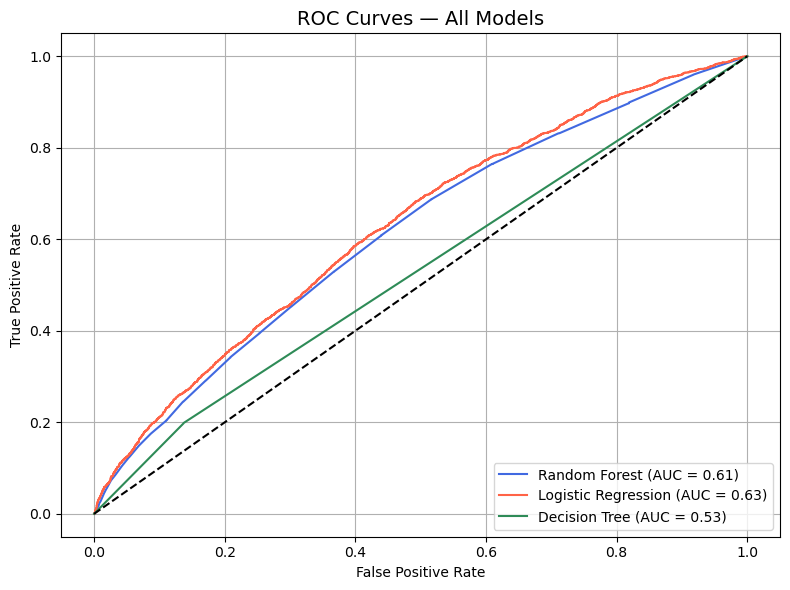 ROC Curves — All Models
True Positive Rate
1.0
0.8
0.6
0.4
0.2
0.0
0.0 0.2 0.4 0.6 0.8 1.0
False Positive Rate
Random Forest (AUC = 0.61)
Logistic Regression (AUC = 0.63)
Decision Tree (AUC = 0.53)